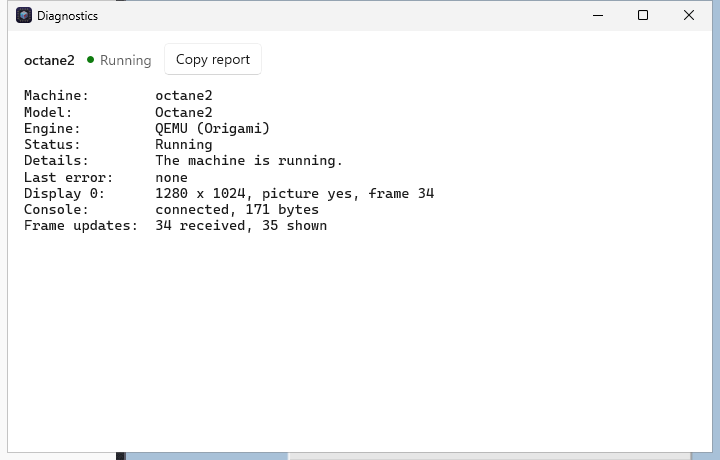 Diagnostics
octane2 ● Running Copy report
Machine: octane2
Model: Octane2
Engine: QEMU (Origami)
Status: Running
Details: The machine is running.
Last error: none
Display 0: 1280 x 1024, picture yes, frame 34
Console: connected, 171 bytes
Frame updates: 34 received, 35 shown